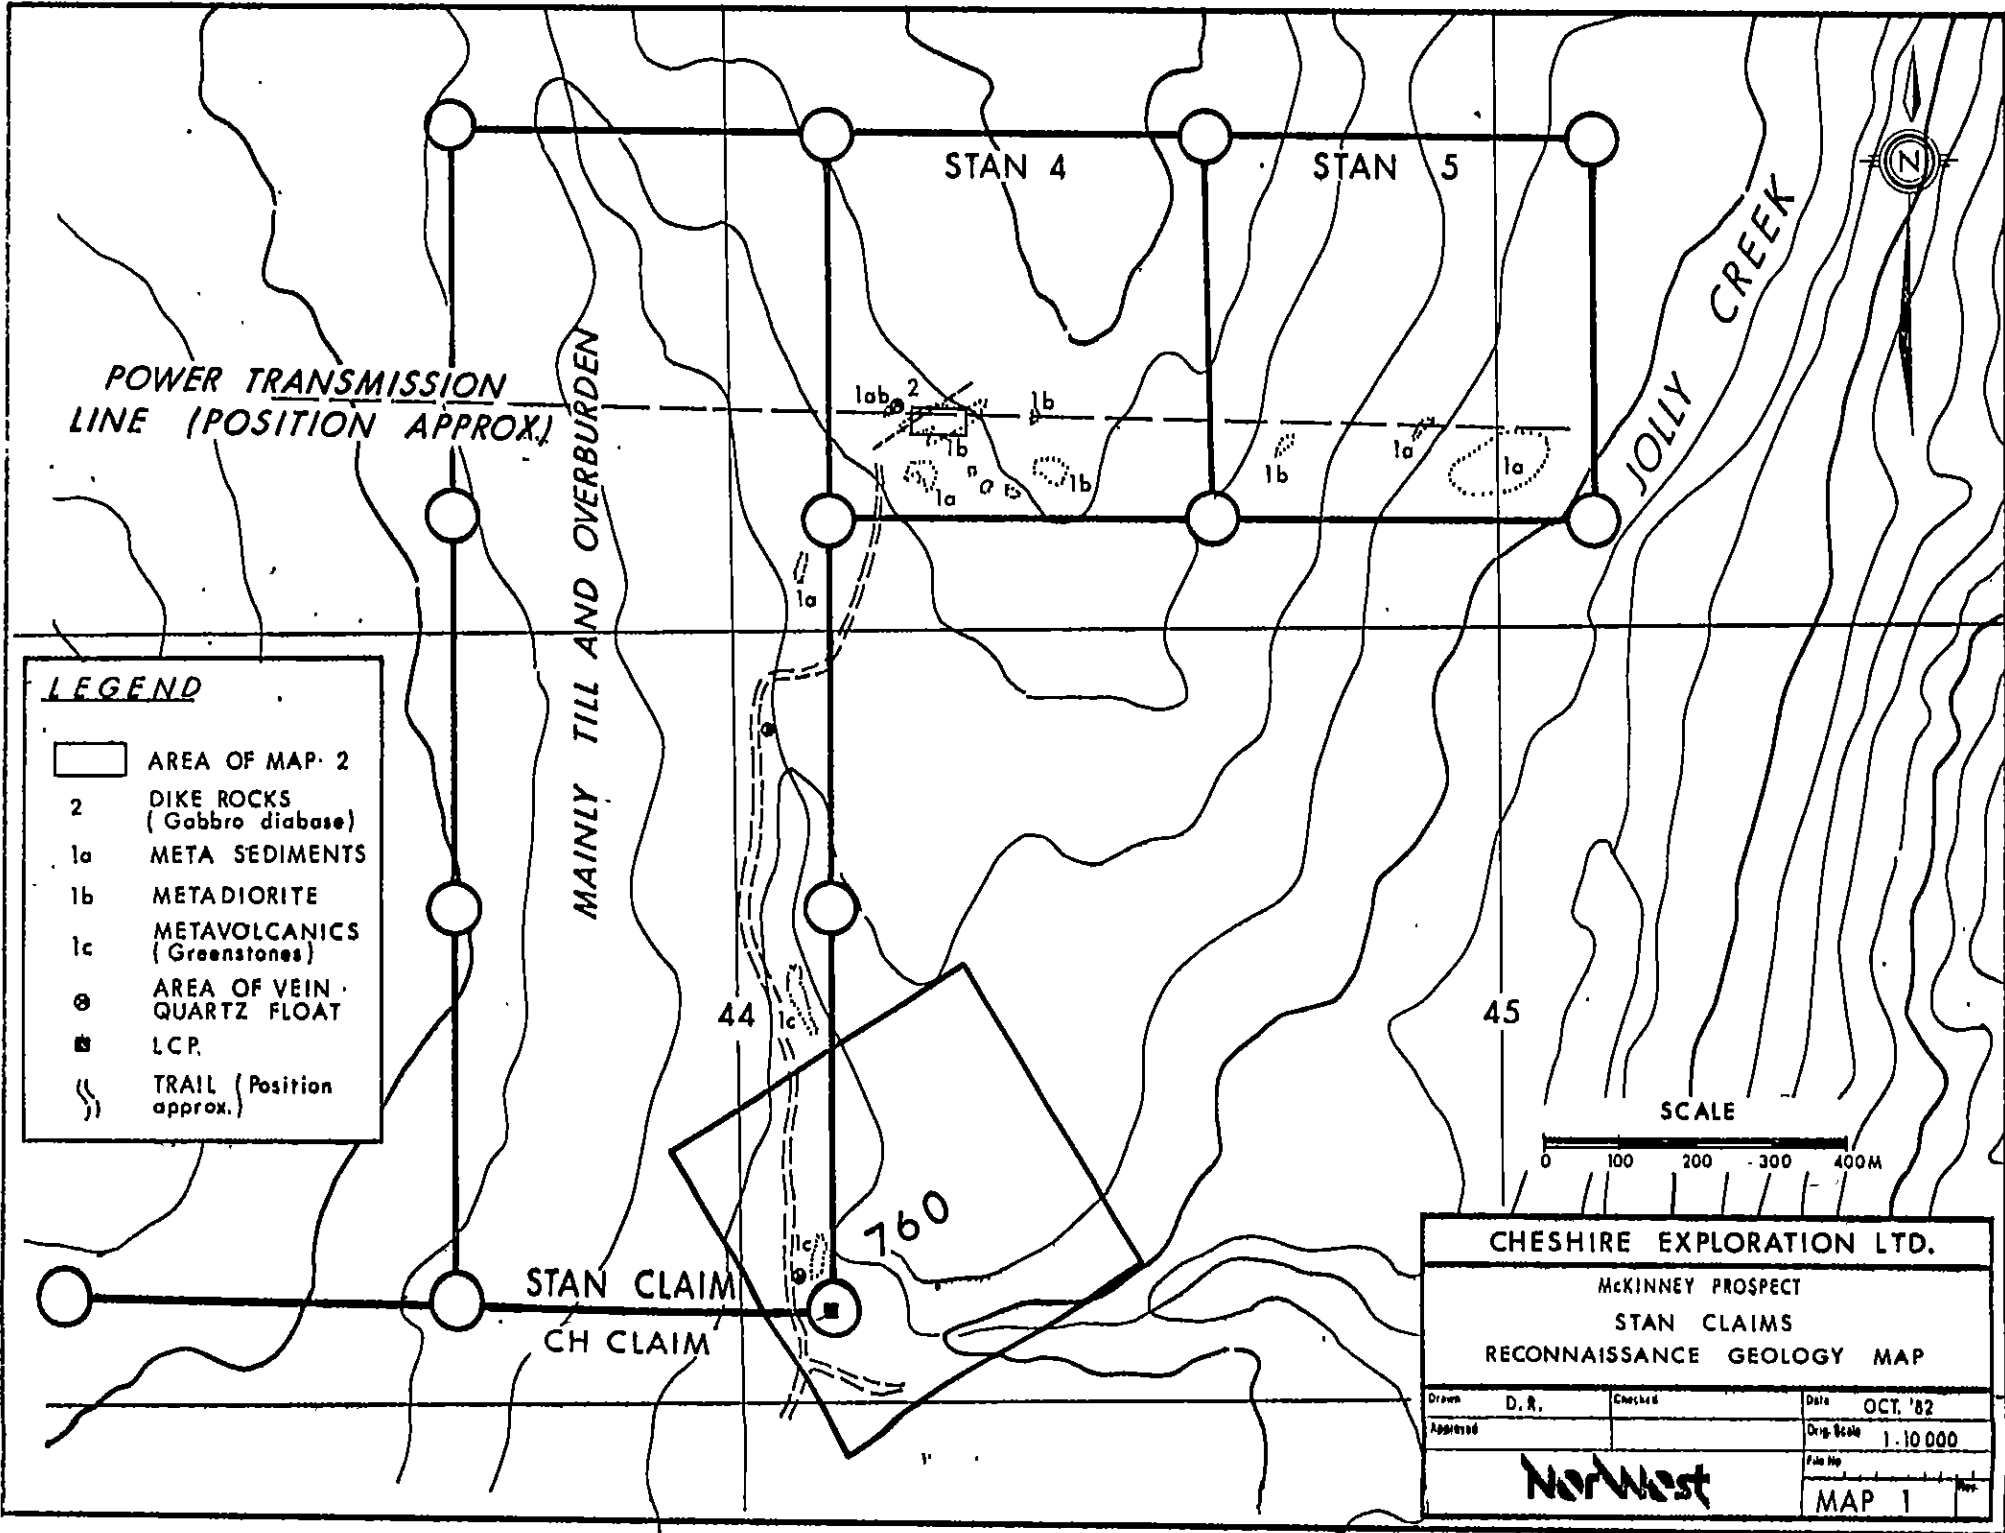 STAN 4
STAN 5
N
JOLLY CREEK
POWER TRANSMISSION
LINE (POSITION APPROX.)
MAINLY TILL AND OVERBURDEN
1ab
2
1b
1b
1a
1b
1b
1a
1a
1a
LEGEND
AREA OF MAP 2
2 DIKE ROCKS
(Gabbro diabase)
1a META SEDIMENTS
1b METADIORITE
1c METAVOLCANICS
(Greenstones)
AREA OF VEIN
QUARTZ FLOAT
L.C.P.
TRAIL (Position
approx.)
44
1c
45
760
1c
STAN CLAIM
CH CLAIM
SCALE
0 100 200 300 400M
CHESHIRE EXPLORATION LTD.
McKINNEY PROSPECT
STAN CLAIMS
RECONNAISSANCE GEOLOGY MAP
Drawn D.R. Checked Date OCT. '82
Approved Orig. Scale 1:10 000
NorWest
File No
MAP 1 Rev.